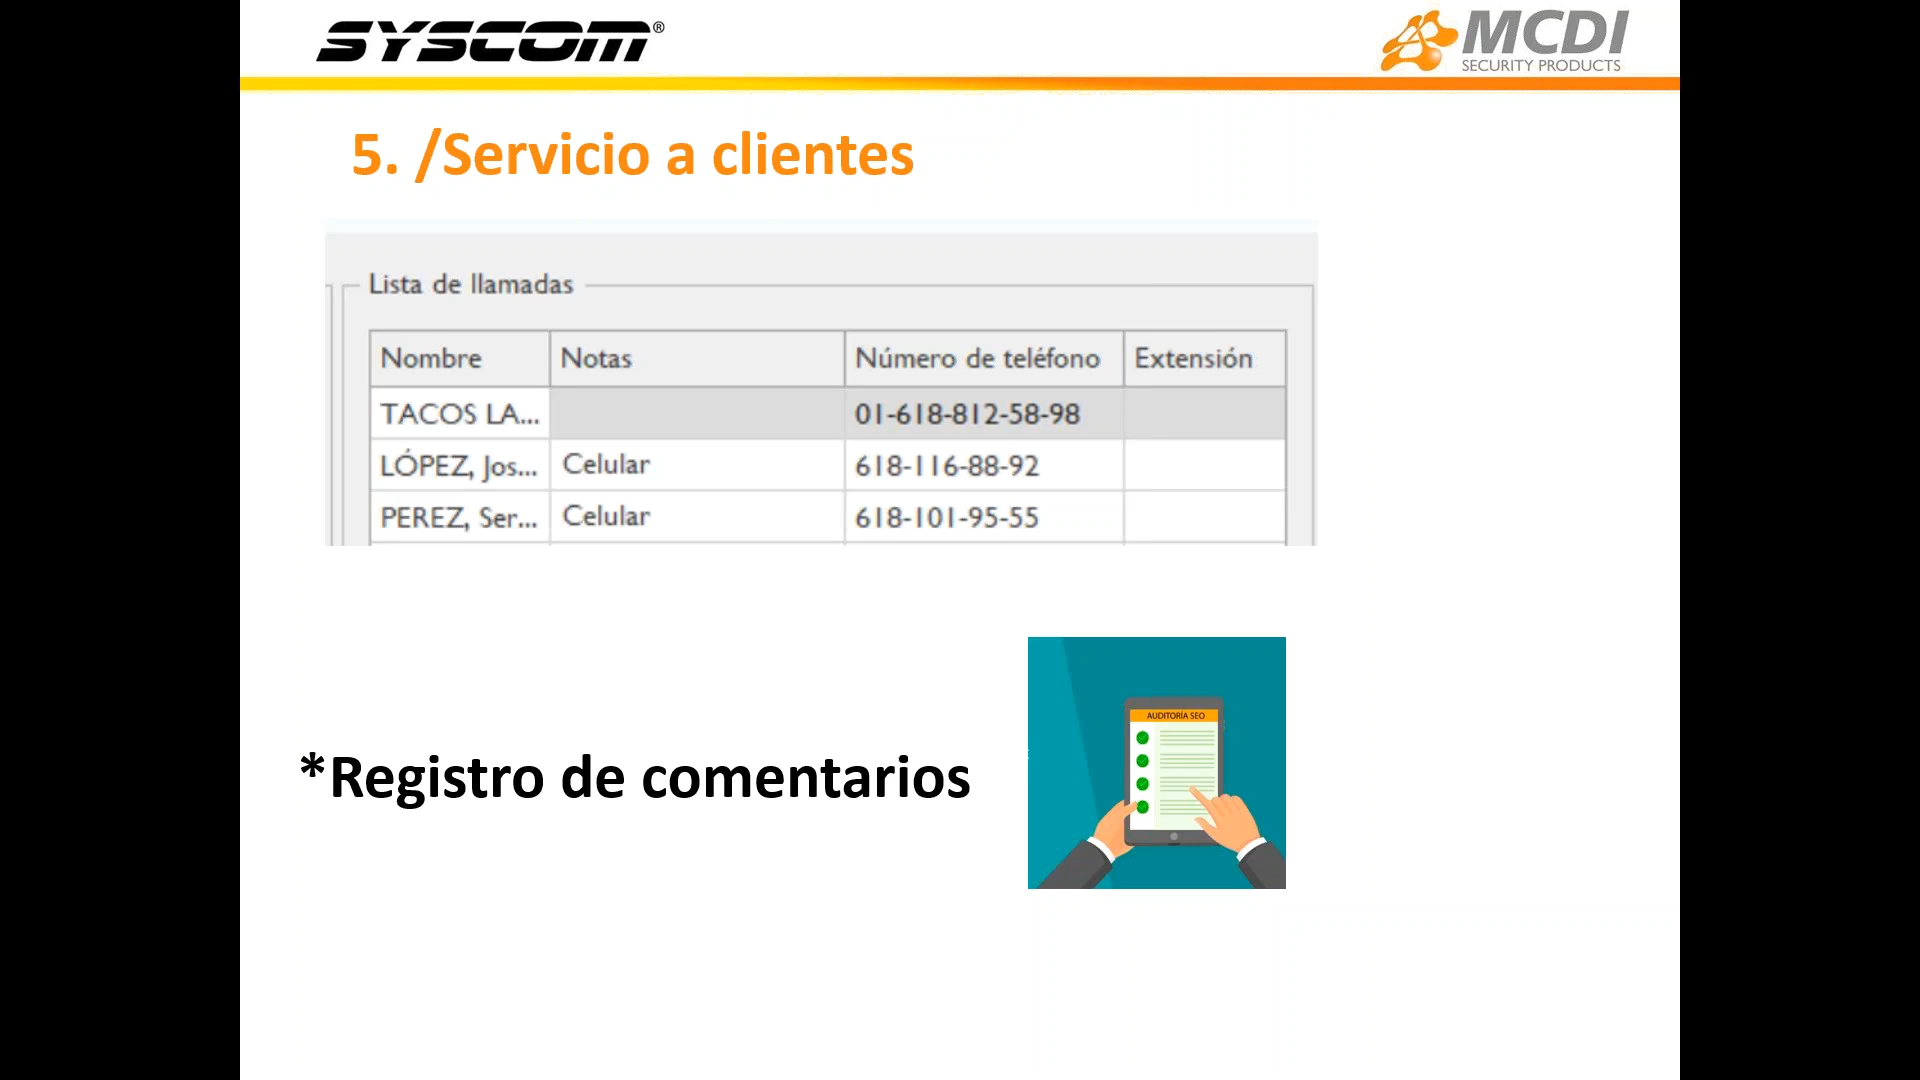 SYSCOM®
MCDI
SECURITY PRODUCTS
5. /Servicio a clientes
Lista de llamadas
Nombre Notas Número de teléfono Extensión
TACOS LA... 01-618-812-58-98
LÓPEZ, Jos... Celular 618-116-88-92
PEREZ, Ser... Celular 618-101-95-55
AUDITORÍA SEO
*Registro de comentarios